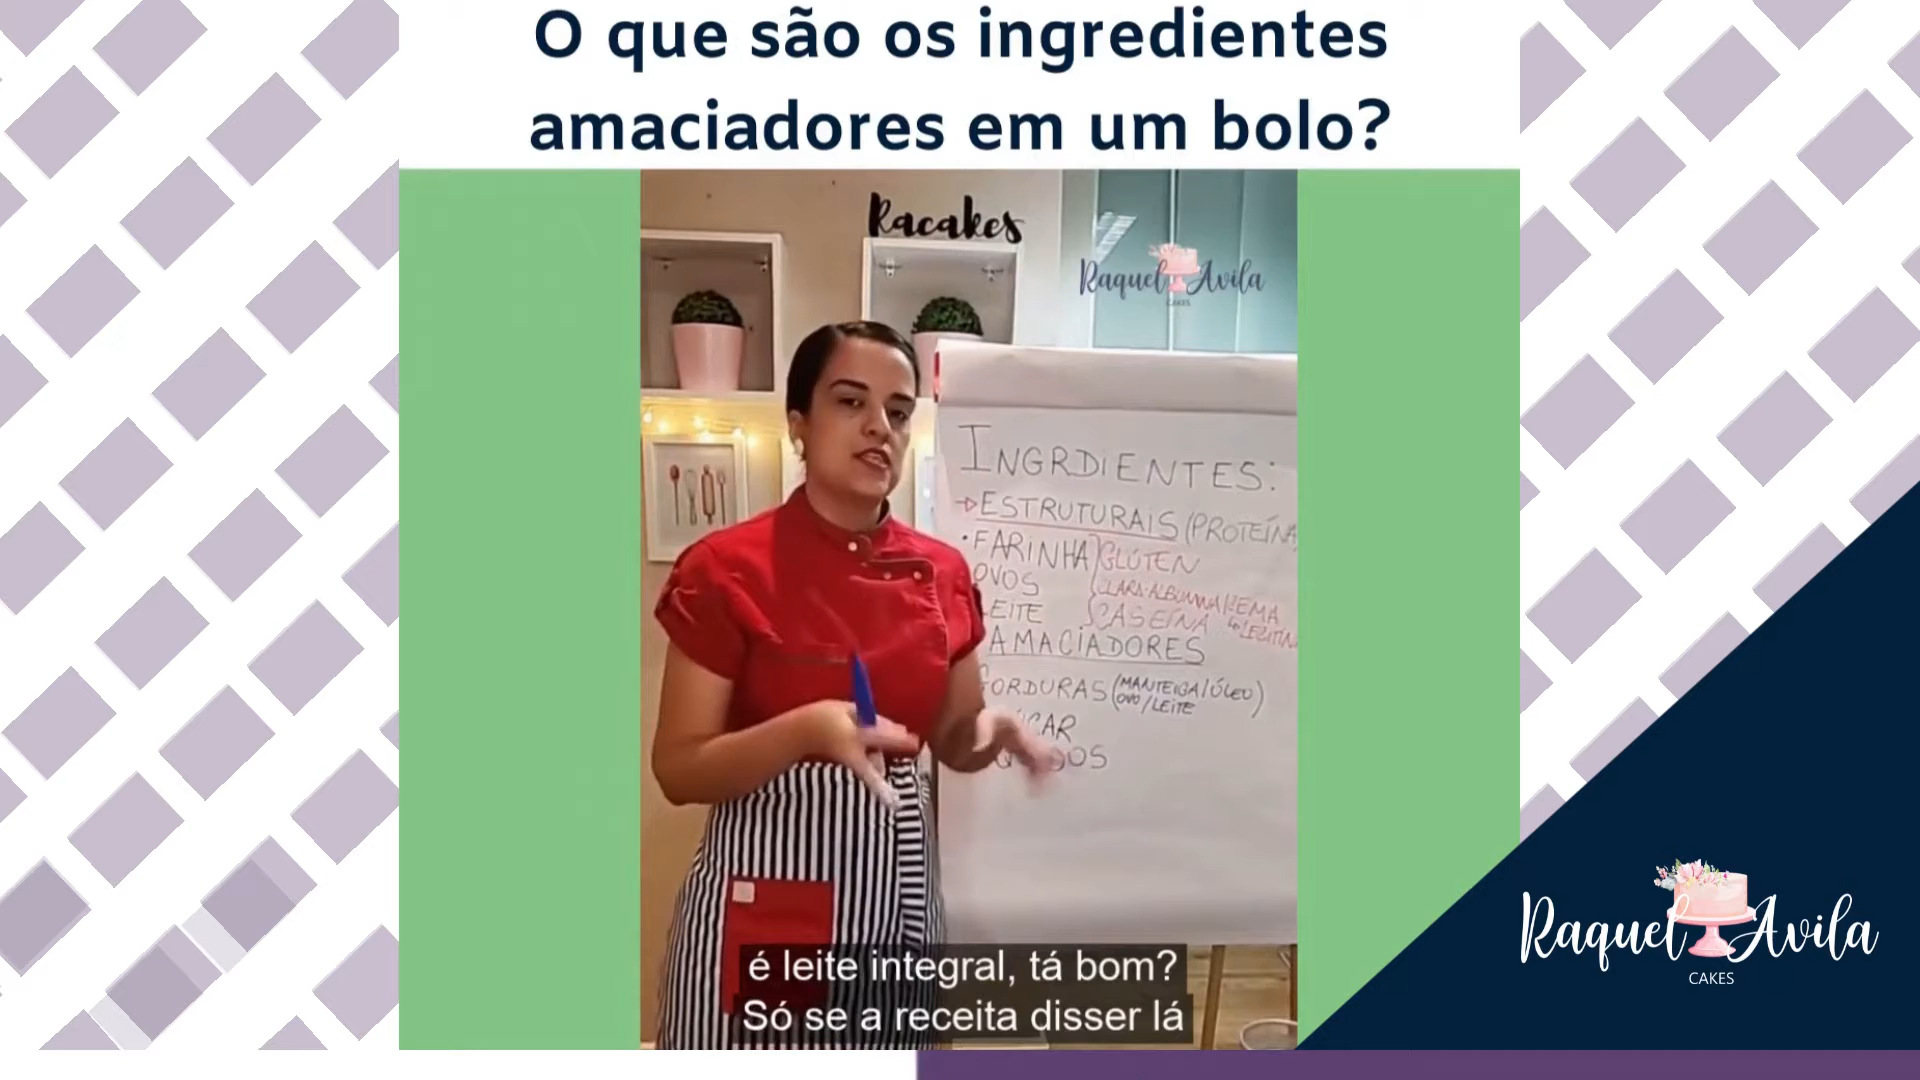 O que são os ingredientes
amaciadores em um bolo?
Racakes
Raquel Avila
CAKES
INGRDIENTES:
→ESTRUTURAIS (PROTEÍNA
•FARINHA} GLÚTEN
OVOS {CLARA-ALBUMINA/GEMA
LEITE {CASEÍNA ↳LECITIN
AMACIADORES
GORDURAS (MANTEIGA/ÓLEO)
OVO/LEITE
é leite integral, tá bom?
Só se a receita disser lá
Raquel Avila
CAKES